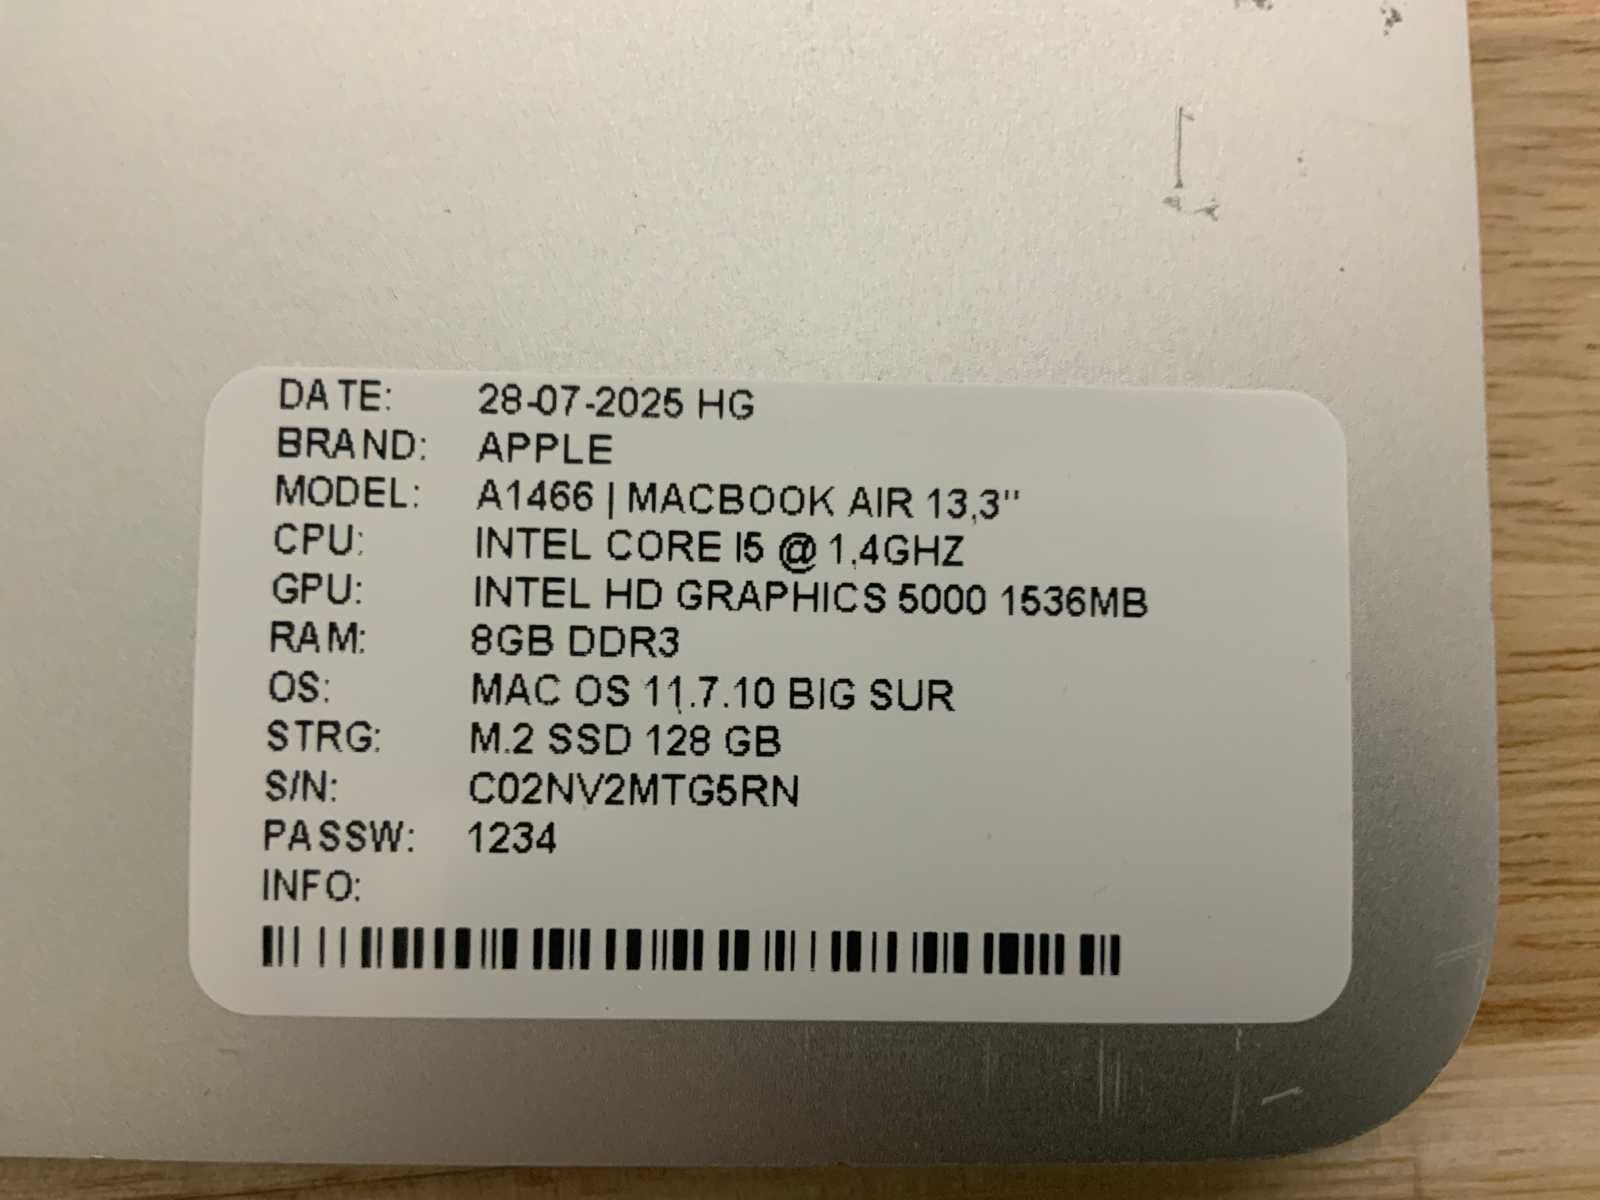 DATE: 28-07-2025 HG
BRAND: APPLE
MODEL: A1466 | MACBOOK AIR 13,3"
CPU: INTEL CORE I5 @ 1,4GHZ
GPU: INTEL HD GRAPHICS 5000 1536MB
RAM: 8GB DDR3
OS: MAC OS 11.7.10 BIG SUR
STRG: M.2 SSD 128 GB
S/N: C02NV2MTG5RN
PASSW: 1234
INFO: